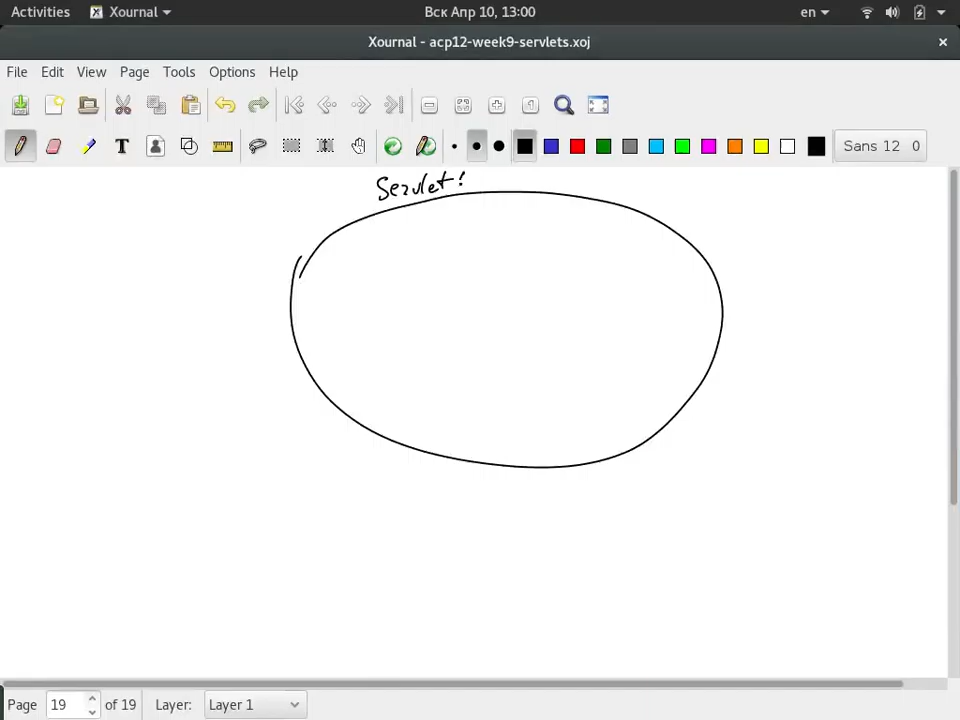 Activities Xournal Вск Апр 10, 13:00 en
Xournal - acp12-week9-servlets.xoj
File Edit View Page Tools Options Help
T Sans 12 0
Servlet!
Page 19 of 19 Layer: Layer 1